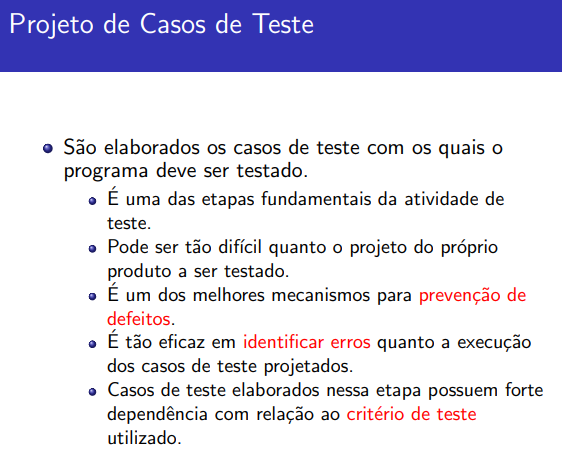 Projeto de Casos de Teste
São elaborados os casos de teste com os quais o
programa deve ser testado.
É uma das etapas fundamentais da atividade de
teste.
Pode ser tão difícil quanto o projeto do próprio
produto a ser testado.
É um dos melhores mecanismos para prevenção de
defeitos.
É tão eficaz em identificar erros quanto a execução
dos casos de teste projetados.
Casos de teste elaborados nessa etapa possuem forte
dependência com relação ao critério de teste
utilizado.